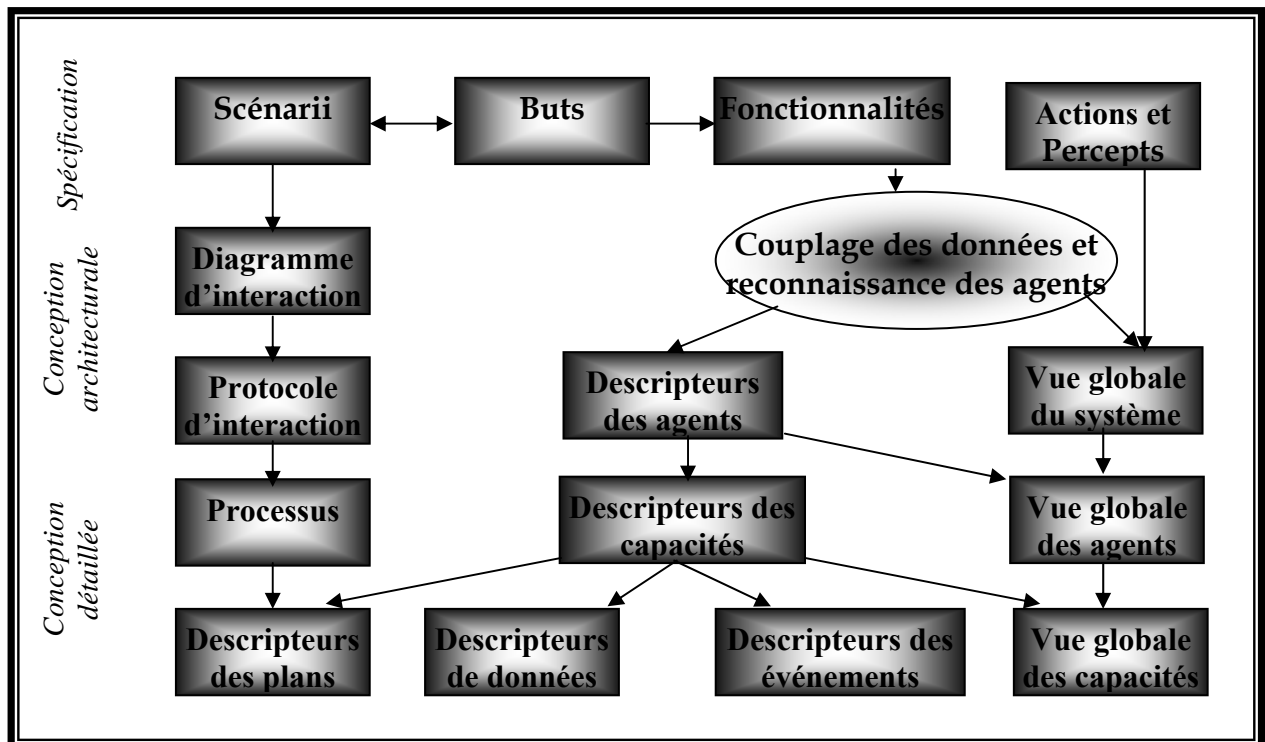 Spécification
Scénarii
Buts
Fonctionnalités
Actions et
Percepts
Conception
architecturale
Diagramme
d’interaction
Couplage des données et
reconnaissance des agents
Protocole
d’interaction
Descripteurs
des agents
Vue globale
du système
Conception
détaillée
Processus
Descripteurs des
capacités
Vue globale
des agents
Descripteurs
des plans
Descripteurs
de données
Descripteurs des
événements
Vue globale
des capacités